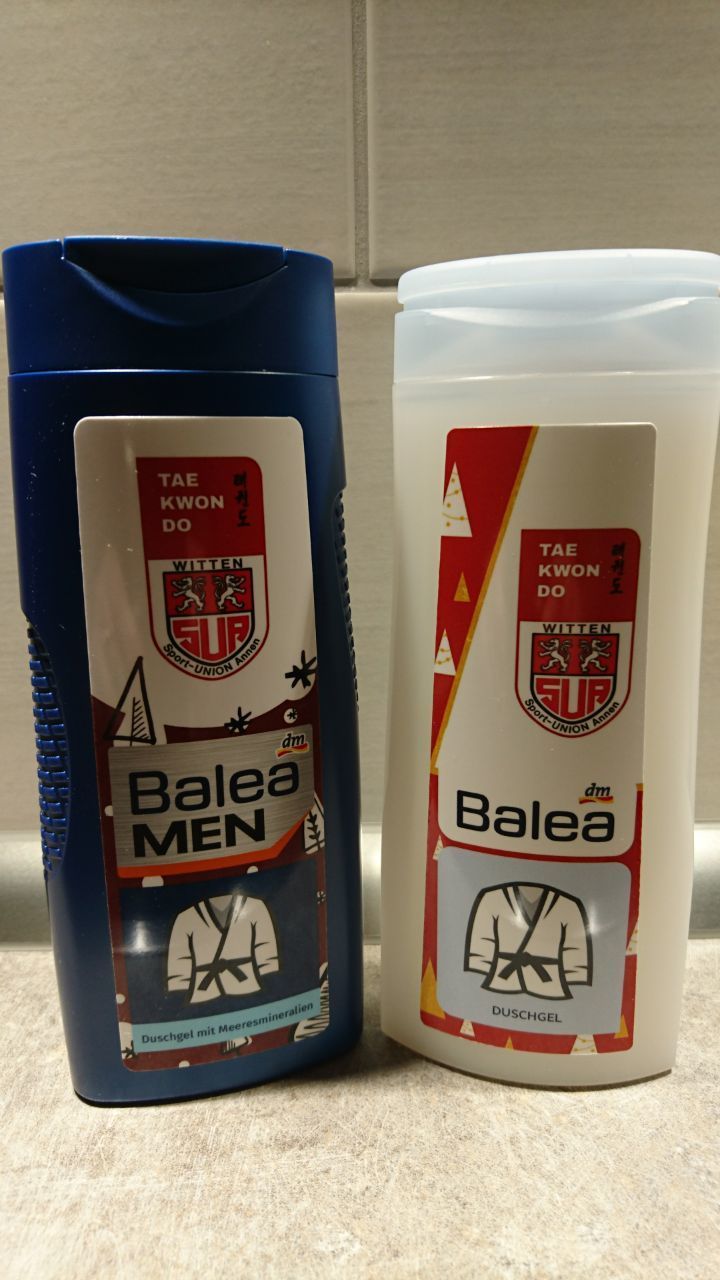 TAE
KWON
DO
태권도
WITTEN
SUA
Sport-UNION Annen
dm
Balea
MEN
Duschgel mit Meeresmineralien
TAE
KWON
DO
태권도
WITTEN
SUA
Sport-UNION Annen
dm
Balea
DUSCHGEL